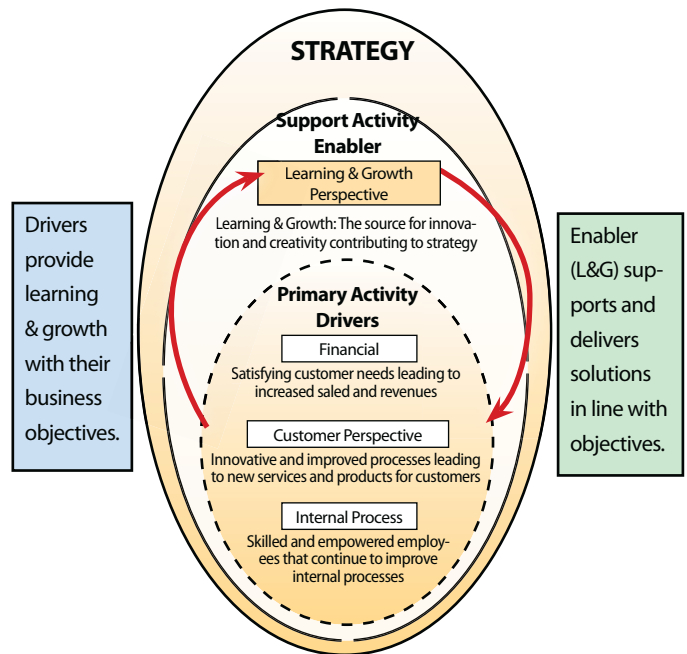 STRATEGY
Support Activity
Enabler
Learning & Growth
Perspective
Learning & Growth: The source for innova-
tion and creativity contributing to strategy
Drivers
provide
learning
& growth
with their
business
objectives.
Enabler
(L&G) sup-
ports and
delivers
solutions
in line with
objectives.
Primary Activity
Drivers
Financial
Satisfying customer needs leading to
increased saled and revenues
Customer Perspective
Innovative and improved processes leading
to new services and products for customers
Internal Process
Skilled and empowered employ-
ees that continue to improve
internal processes